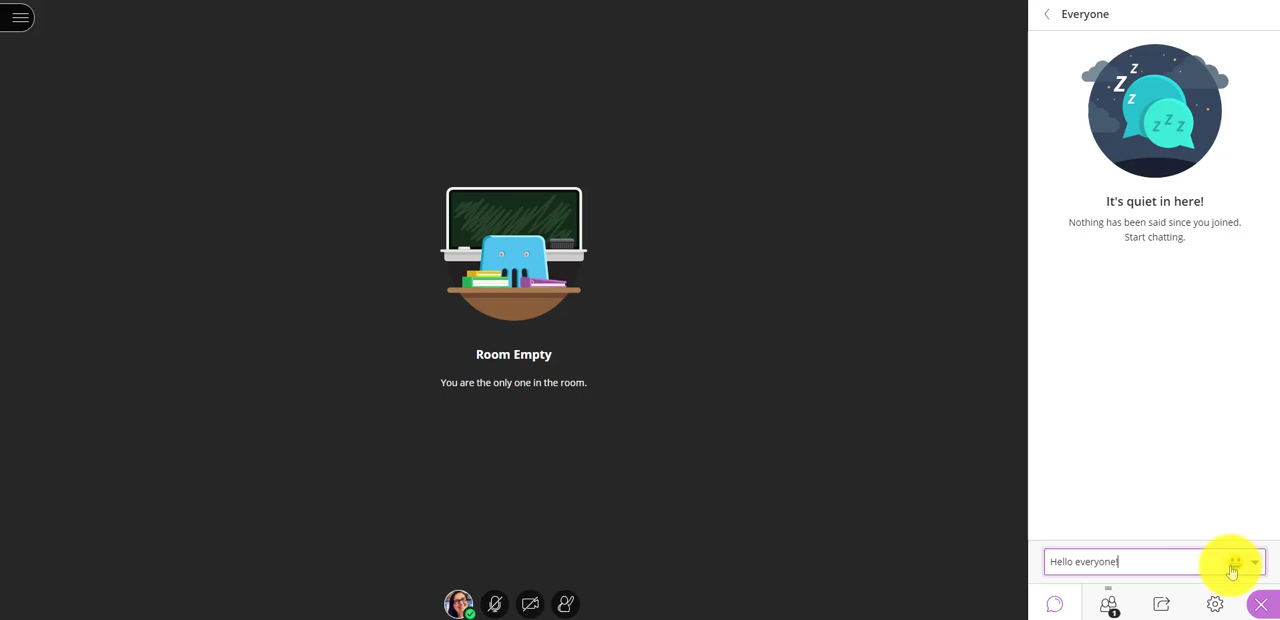 Everyone
z
Z
z
z z z
It's quiet in here!
Nothing has been said since you joined.
Start chatting.
Room Empty
You are the only one in the room.
Hello everyone!
1